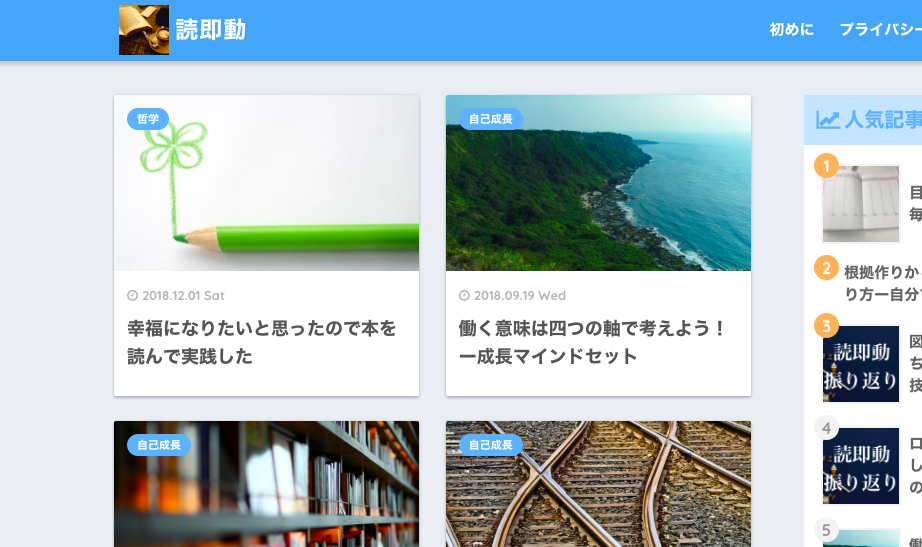 読即動
初めに
プライバシー
哲学
2018.12.01 Sat
幸福になりたいと思ったので本を
読んで実践した
自己成長
2018.09.19 Wed
働く意味は四つの軸で考えよう！
ー成長マインドセット
自己成長
自己成長
人気記事
1
目
毎
2
根拠作りか
り方ー自分
3
読即動
振り返り
図
ち
技
4
読即動
振り返り
ロ
し
の
5
働